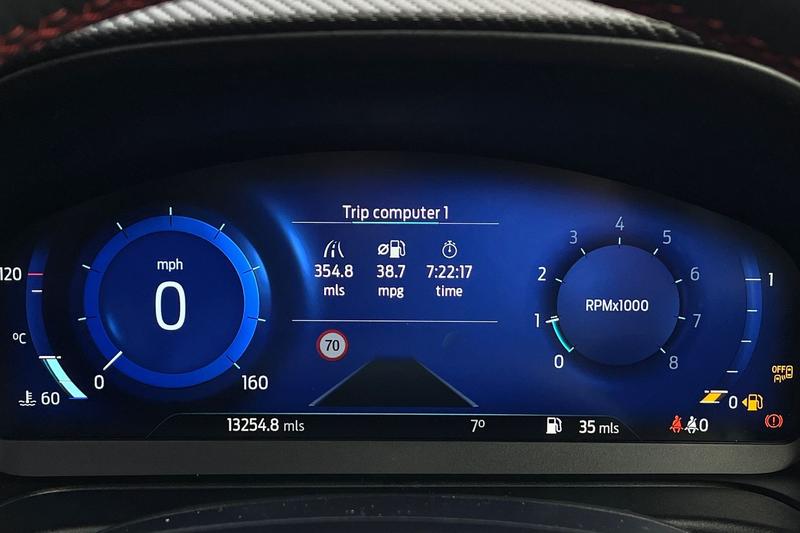 Trip computer 1
354.8 38.7 7:22:17
mls mpg time
mph
0
0 160
120
°C
60
70
0 1 2 3 4 5 6 7 8
RPMx1000
1
0
OFF
13254.8 mls 7° 35 mls
0